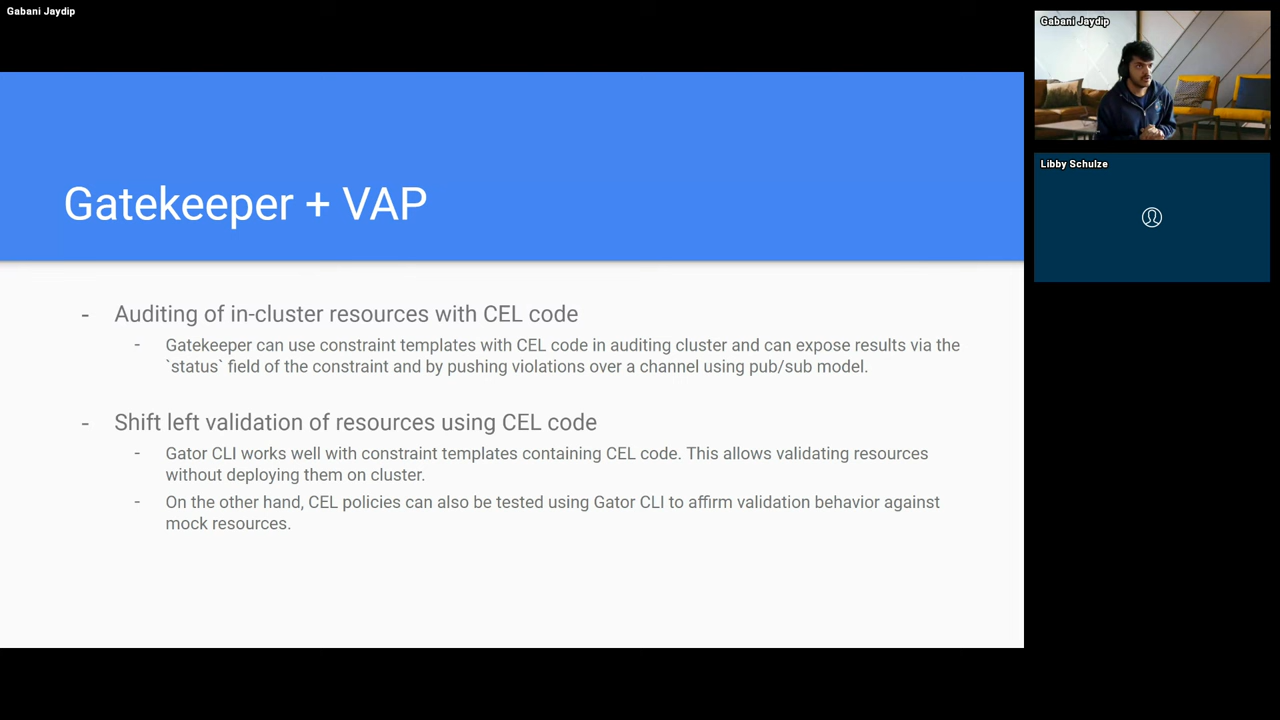 Gabani Jaydip
Gabani Jaydip
Libby Schulze
Gatekeeper + VAP
- Auditing of in-cluster resources with CEL code
- Gatekeeper can use constraint templates with CEL code in auditing cluster and can expose results via the
`status` field of the constraint and by pushing violations over a channel using pub/sub model.
- Shift left validation of resources using CEL code
- Gator CLI works well with constraint templates containing CEL code. This allows validating resources
without deploying them on cluster.
- On the other hand, CEL policies can also be tested using Gator CLI to affirm validation behavior against
mock resources.